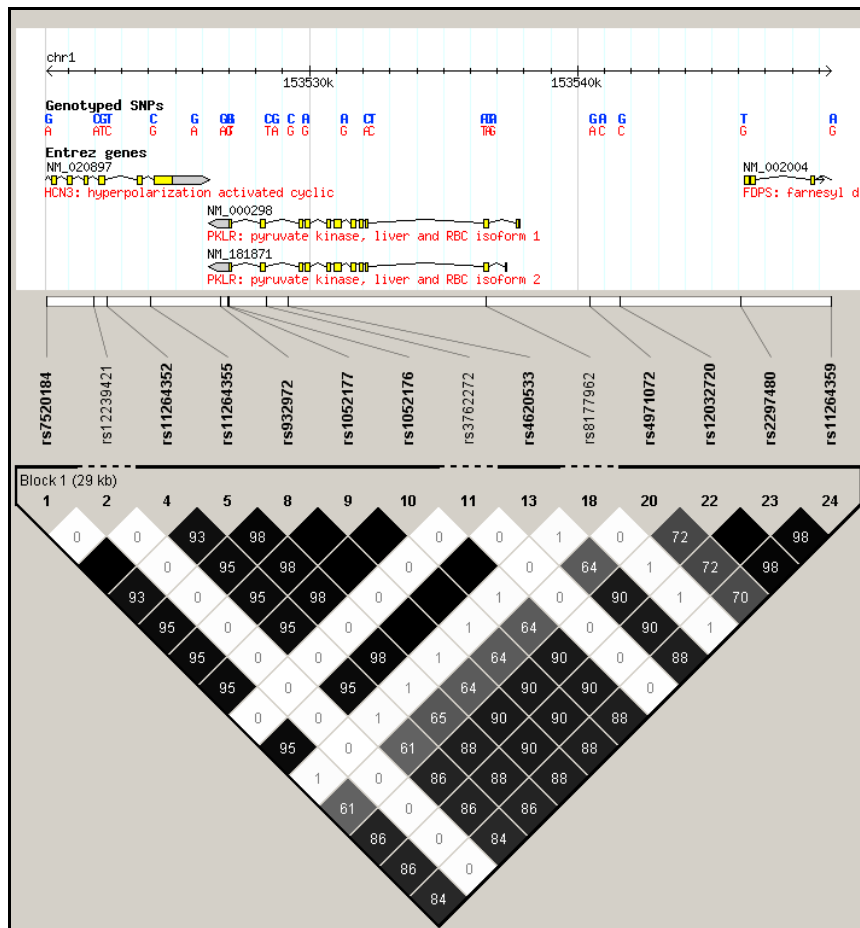 chr1
153530k 153540k
Genotyped SNPs
G CGT C G CG C A A CT G A G T A
A ATC G A TA G G G AC A C C G G
Entrez genes
NM_020897 NM_002004
HCN3: hyperpolarization activated cyclic FDPS: farnesyl d
NM_000298
PKLR: pyruvate kinase, liver and RBC isoform 1
NM_181871
PKLR: pyruvate kinase, liver and RBC isoform 2
rs7520184 rs12239421 rs11264352 rs11264355 rs932972 rs1052177 rs1052176 rs3762272 rs4620533 rs8177962 rs4971072 rs12032720 rs2297480 rs11264359
Block 1 (29 kb)
1 2 4 5 8 9 10 11 13 18 20 22 23 24
0 0 93 98 0 0 1 0 72 98
0 95 98 0 0 64 1 72 98
93 0 95 98 0 1 0 90 1 70
95 0 95 0 1 64 0 90 1
95 0 0 98 1 64 90 0 88
95 0 95 1 64 90 90 0
0 0 1 65 90 90 88
95 0 61 88 90 88
1 0 86 88 88
61 0 86 86
86 0 84
86 0
84